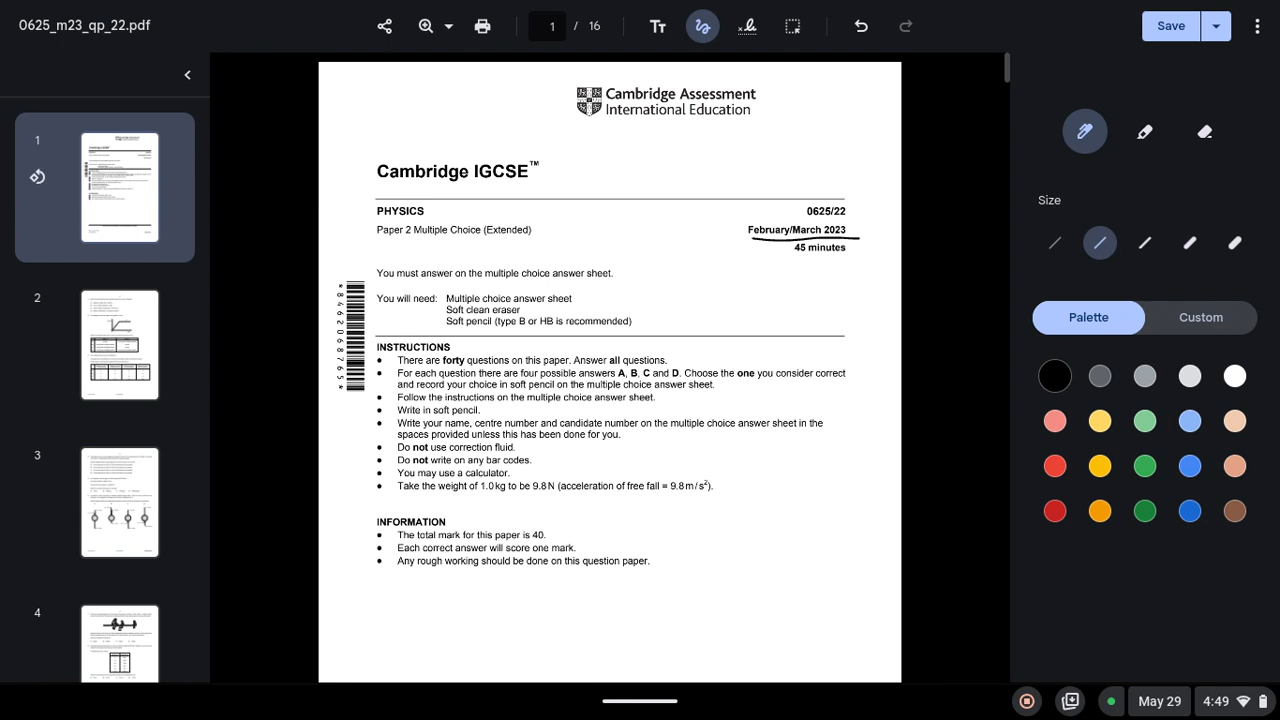 0625_m23_qp_22.pdf
1 / 16
Tт
Save
1
2
3
4
Cambridge Assessment
International Education
Cambridge IGCSE™
PHYSICS 0625/22
Paper 2 Multiple Choice (Extended) February/March 2023
45 minutes
You must answer on the multiple choice answer sheet.
You will need: Multiple choice answer sheet
Soft clean eraser
Soft pencil (type B or HB is recommended)
*8462068765*
INSTRUCTIONS
● There are forty questions on this paper. Answer all questions.
● For each question there are four possible answers A, B, C and D. Choose the one you consider correct
and record your choice in soft pencil on the multiple choice answer sheet.
● Follow the instructions on the multiple choice answer sheet.
● Write in soft pencil.
● Write your name, centre number and candidate number on the multiple choice answer sheet in the
spaces provided unless this has been done for you.
● Do not use correction fluid.
● Do not write on any bar codes.
● You may use a calculator.
● Take the weight of 1.0 kg to be 9.8 N (acceleration of free fall = 9.8 m/s²).
INFORMATION
● The total mark for this paper is 40.
● Each correct answer will score one mark.
● Any rough working should be done on this question paper.
Size
Palette
Custom
May 29
4:49